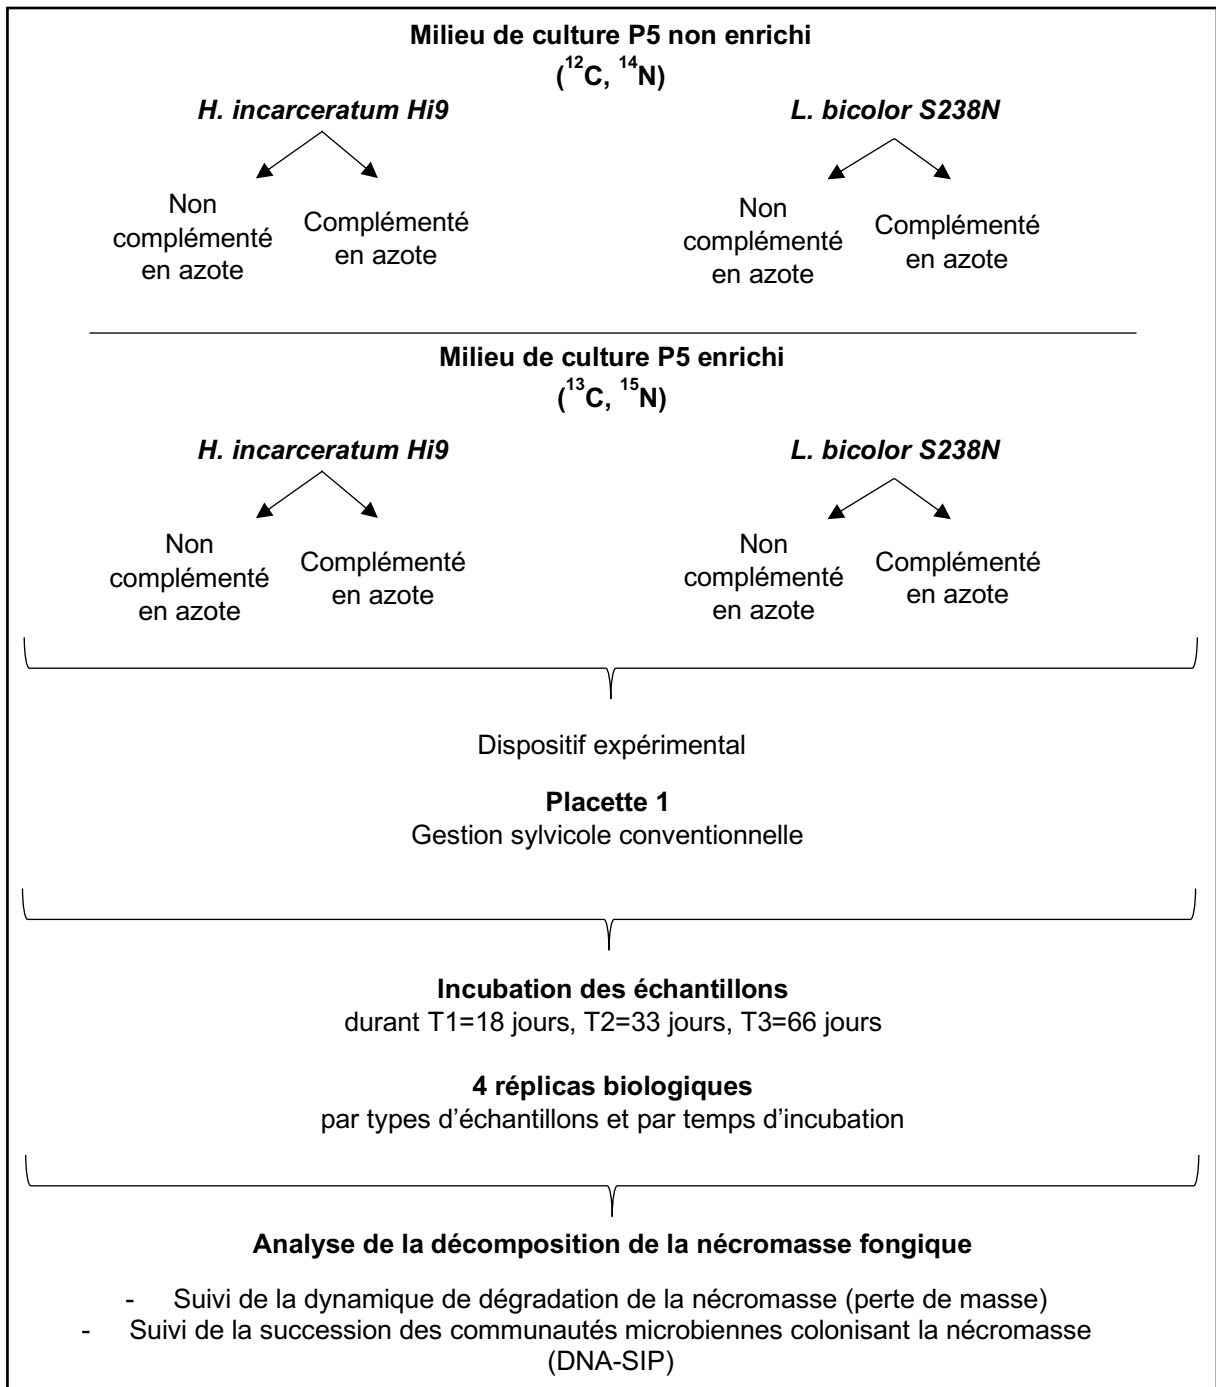 Milieu de culture P5 non enrichi
(¹²C, ¹⁴N)
H. incarceratum Hi9
L. bicolor S238N
Non
complémenté
en azote
Complémenté
en azote
Non
complémenté
en azote
Complémenté
en azote
Milieu de culture P5 enrichi
(¹³C, ¹⁵N)
H. incarceratum Hi9
L. bicolor S238N
Non
complémenté
en azote
Complémenté
en azote
Non
complémenté
en azote
Complémenté
en azote
Dispositif expérimental
Placette 1
Gestion sylvicole conventionnelle
Incubation des échantillons
durant T1=18 jours, T2=33 jours, T3=66 jours
4 réplicas biologiques
par types d’échantillons et par temps d’incubation
Analyse de la décomposition de la nécromasse fongique
- Suivi de la dynamique de dégradation de la nécromasse (perte de masse)
- Suivi de la succession des communautés microbiennes colonisant la nécromasse
(DNA-SIP)